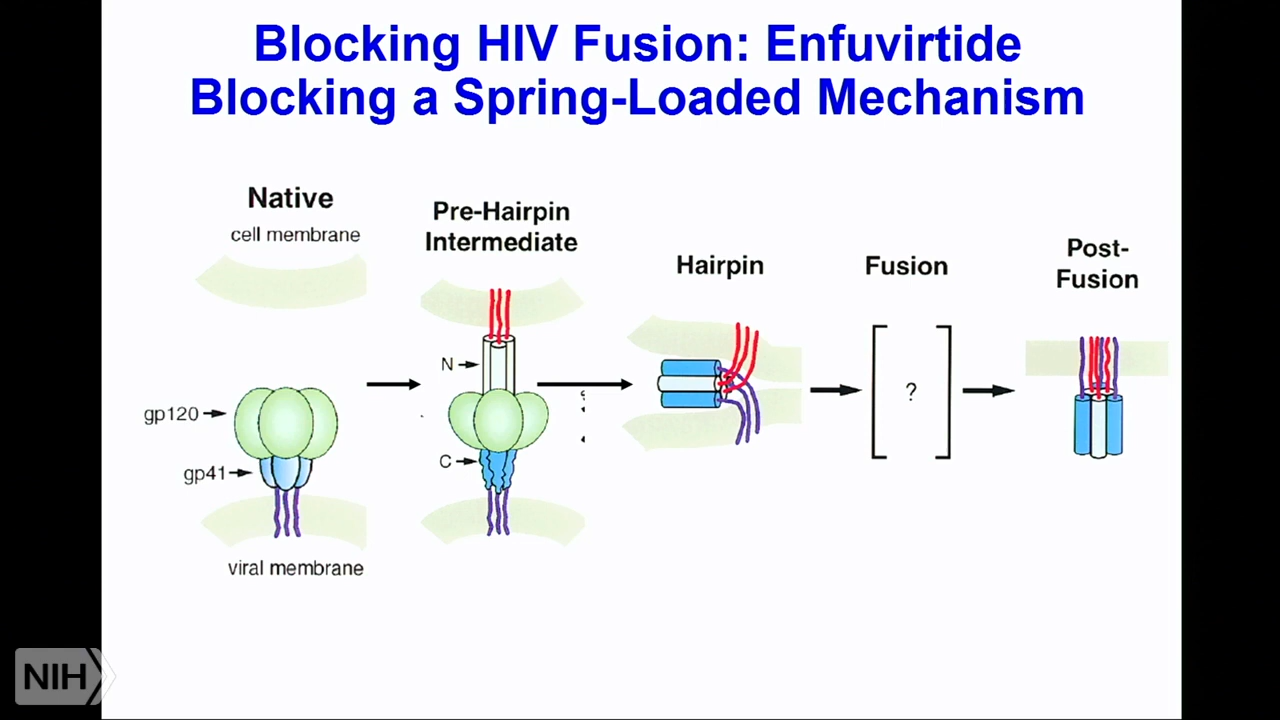 Blocking HIV Fusion: Enfuvirtide
Blocking a Spring-Loaded Mechanism
Native
cell membrane
gp120
gp41
viral membrane
Pre-Hairpin
Intermediate
N
C
Hairpin
Fusion
?
Post-
Fusion
NIH